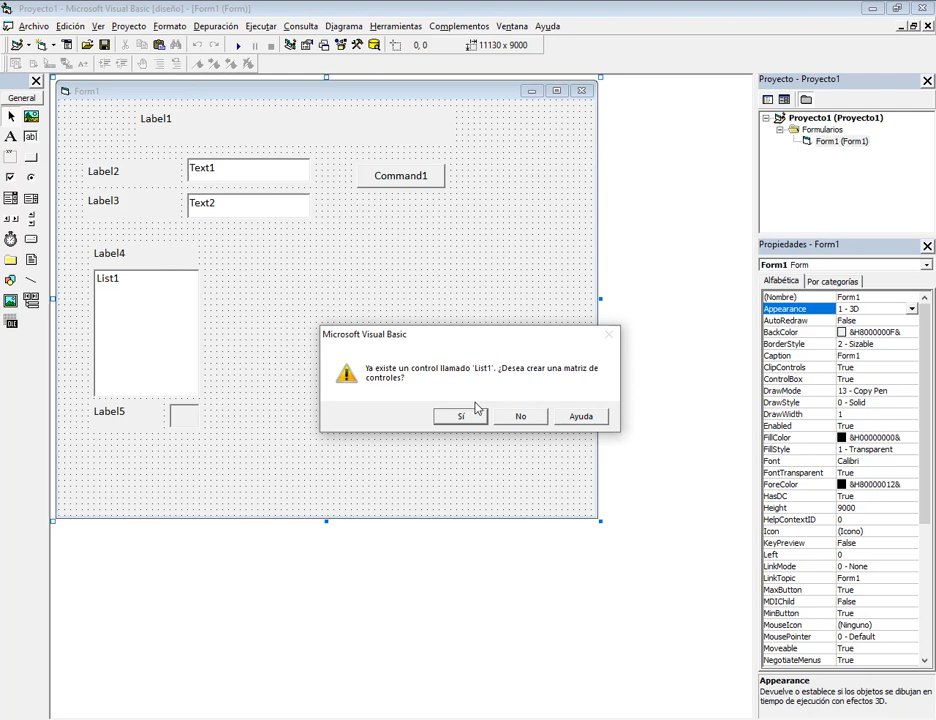 Proyecto1 - Microsoft Visual Basic [diseño] - [Form1 (Form)]
Archivo Edición Ver Proyecto Formato Depuración Ejecutar Consulta Diagrama Herramientas Complementos Ventana Ayuda
0, 0
11130 x 9000
General
A
ab
Form1
Label1
Label2
Text1
Command1
Label3
Text2
Label4
List1
Label5
Microsoft Visual Basic
Ya existe un control llamado 'List1'. ¿Desea crear una matriz de
controles?
Sí
No
Ayuda
Proyecto - Proyecto1
Proyecto1 (Proyecto1)
Formularios
Form1 (Form1)
Propiedades - Form1
Form1 Form
Alfabética Por categorías
(Nombre) Form1
Appearance 1 - 3D
AutoRedraw False
BackColor &H8000000F&
BorderStyle 2 - Sizable
Caption Form1
ClipControls True
ControlBox True
DrawMode 13 - Copy Pen
DrawStyle 0 - Solid
DrawWidth 1
Enabled True
FillColor &H00000000&
FillStyle 1 - Transparent
Font Calibri
FontTransparent True
ForeColor &H80000012&
HasDC True
Height 9000
HelpContextID 0
Icon (Icono)
KeyPreview False
Left 0
LinkMode 0 - None
LinkTopic Form1
MaxButton True
MDIChild False
MinButton True
MouseIcon (Ninguno)
MousePointer 0 - Default
Moveable True
NegotiateMenus True
Appearance
Devuelve o establece si los objetos se dibujan en
tiempo de ejecución con efectos 3D.